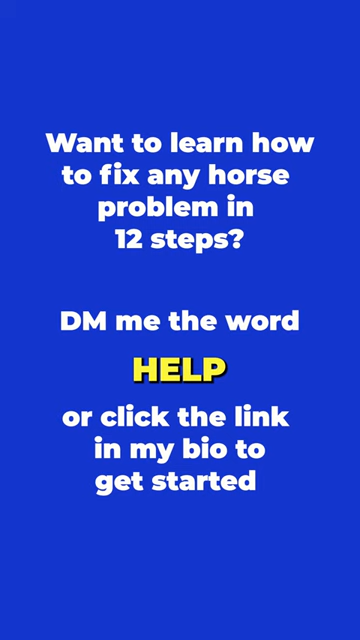 Want to learn how
to fix any horse
problem in
12 steps?
DM me the word
HELP
or click the link
in my bio to
get started